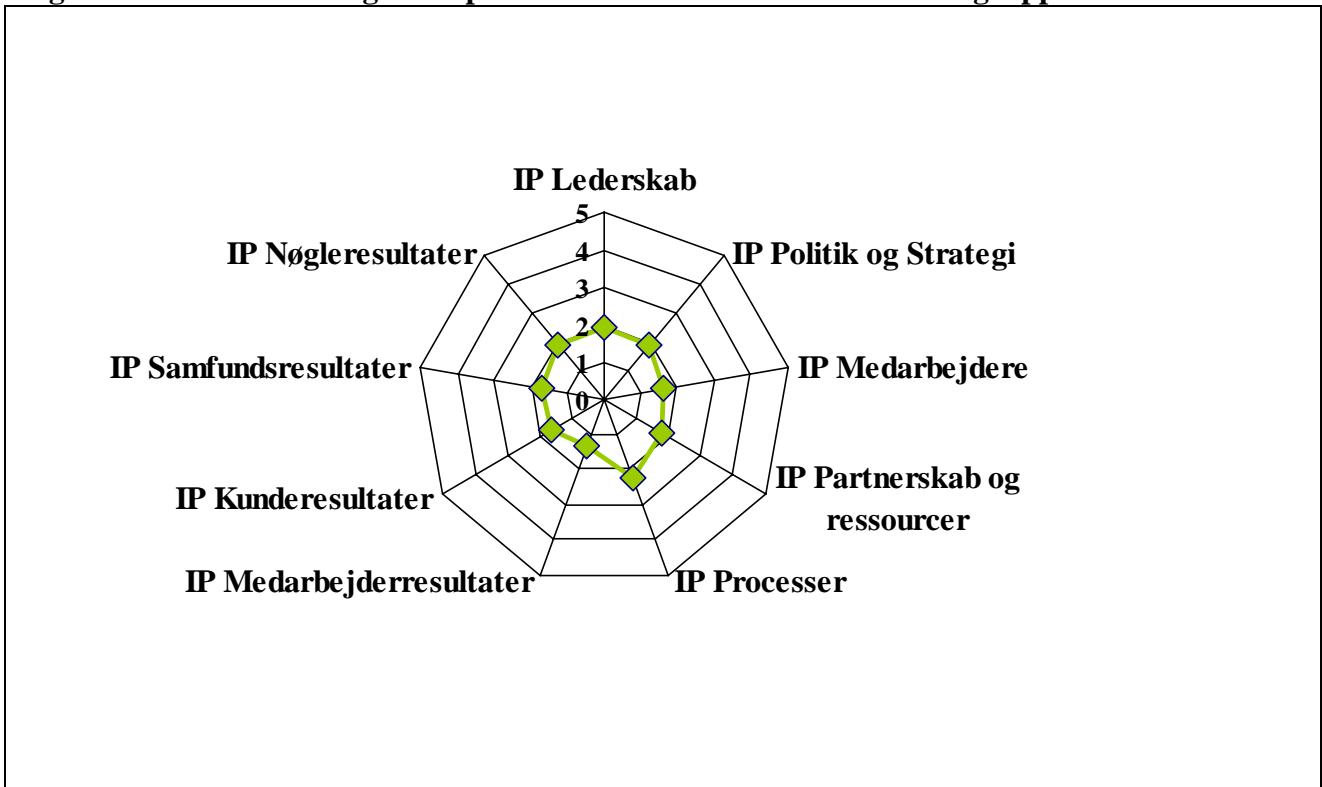 IP Lederskab
5
IP Nøgleresultater
IP Politik og Strategi
4
3
2
IP Samfundsresultater
IP Medarbejdere
1
0
IP Kunderesultater
IP Partnerskab og
ressourcer
IP Medarbejderresultater
IP Processer